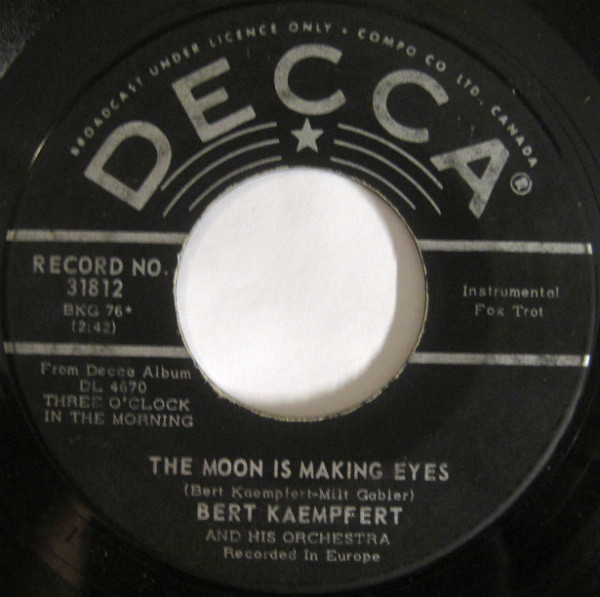 BROADCAST UNDER LICENCE ONLY • COMPO CO LTD. CANADA
DECCA®
RECORD NO.
31812
BKG 76*
(2:42)
Instrumental
Fox Trot
From Decca Album
DL 4670
THREE O'CLOCK
IN THE MORNING
THE MOON IS MAKING EYES
(Bert Kaempfert-Milt Gabler)
BERT KAEMPFERT
AND HIS ORCHESTRA
Recorded In Europe